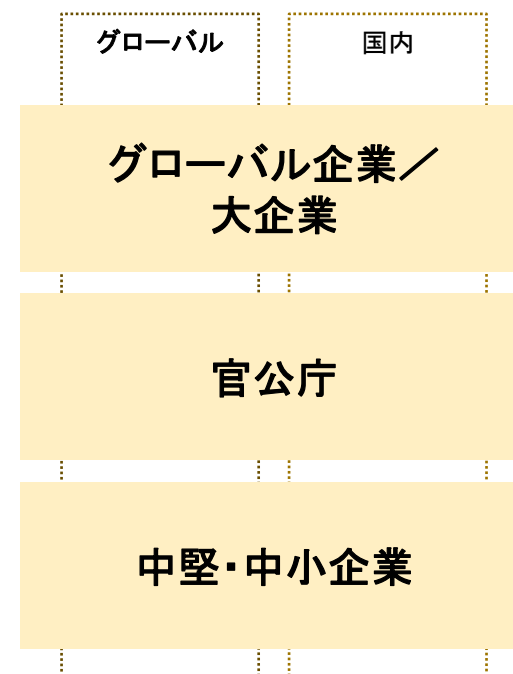 グローバル
国内
グローバル企業／
大企業
官公庁
中堅・中小企業